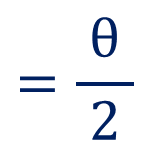 = θ/2